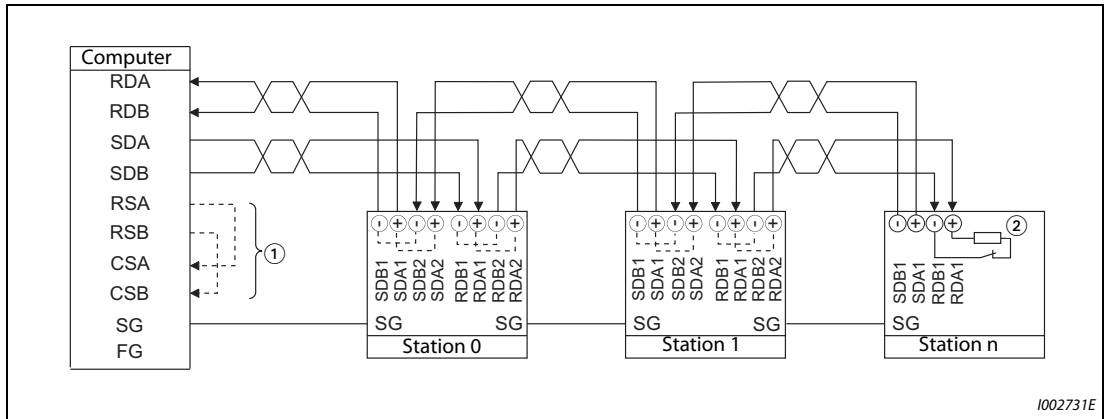 Computer
RDA
RDB
SDA
SDB
RSA
RSB
CSA
CSB
SG
FG
①
- + - + - + - +
SDB1 SDA1 SDB2 SDA2 RDB1 RDA1 RDB2 RDA2
SG SG
Station 0
- + - + - + - +
SDB1 SDA1 SDB2 SDA2 RDB1 RDA1 RDB2 RDA2
SG SG
Station 1
- + - +
②
SDB1 SDA1 RDB1 RDA1
SG
Station n
I002731E